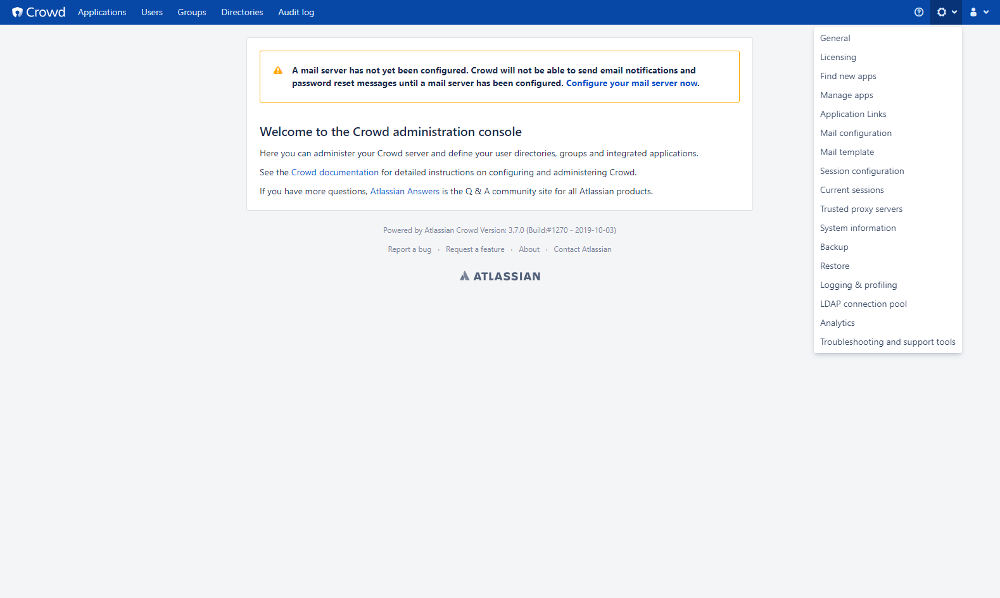 Crowd Applications Users Groups Directories Audit log
A mail server has not yet been configured. Crowd will not be able to send email notifications and
password reset messages until a mail server has been configured. Configure your mail server now.
Welcome to the Crowd administration console
Here you can administer your Crowd server and define your user directories, groups and integrated applications.
See the Crowd documentation for detailed instructions on configuring and administering Crowd.
If you have more questions, Atlassian Answers is the Q & A community site for all Atlassian products.
Powered by Atlassian Crowd Version: 3.7.0 (Build:#1270 - 2019-10-03)
Report a bug · Request a feature · About · Contact Atlassian
ATLASSIAN
General
Licensing
Find new apps
Manage apps
Application Links
Mail configuration
Mail template
Session configuration
Current sessions
Trusted proxy servers
System information
Backup
Restore
Logging & profiling
LDAP connection pool
Analytics
Troubleshooting and support tools